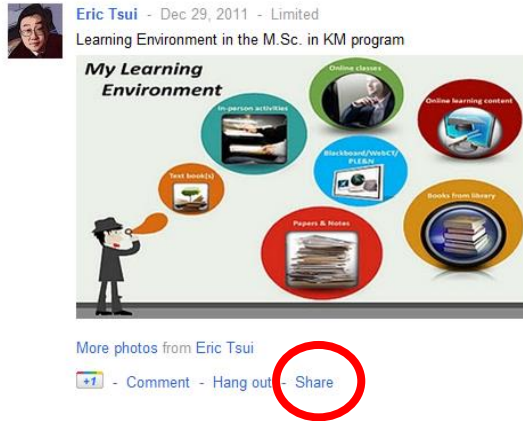 Eric Tsui - Dec 29, 2011 - Limited
Learning Environment in the M.Sc. in KM program
My Learning
Environment
Online classes
In-person activities
Online learning content
Blackboard/WebCT/
PLE&N
Text book(s)
Books from library
Papers & Notes
More photos from Eric Tsui
+1 - Comment - Hang out - Share